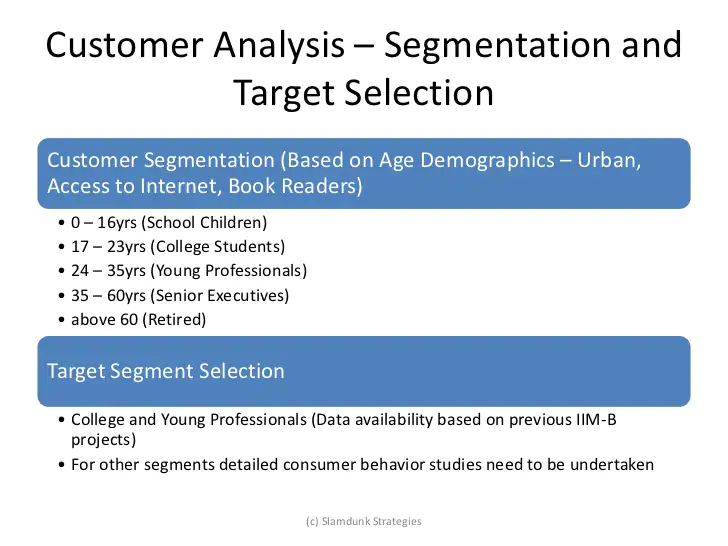 Customer Analysis – Segmentation and
Target Selection
Customer Segmentation (Based on Age Demographics – Urban,
Access to Internet, Book Readers)
• 0 – 16yrs (School Children)
• 17 – 23yrs (College Students)
• 24 – 35yrs (Young Professionals)
• 35 – 60yrs (Senior Executives)
• above 60 (Retired)
Target Segment Selection
• College and Young Professionals (Data availability based on previous IIM-B
projects)
• For other segments detailed consumer behavior studies need to be undertaken
(c) Slamdunk Strategies